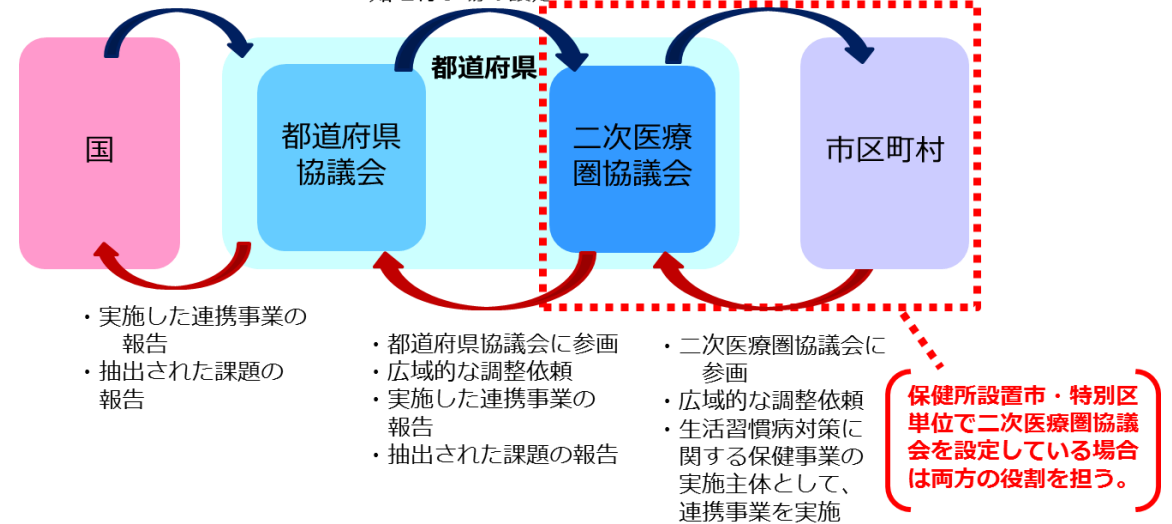 都道府県
国
都道府県
協議会
二次医療
圏協議会
市区町村
・実施した連携事業の
報告
・抽出された課題の
報告
・都道府県協議会に参画
・広域的な調整依頼
・実施した連携事業の
報告
・抽出された課題の報告
・二次医療圏協議会に
参画
・広域的な調整依頼
・生活習慣病対策に
関する保健事業の
実施主体として、
連携事業を実施
保健所設置市・特別区
単位で二次医療圏協議
会を設定している場合
は両方の役割を担う。